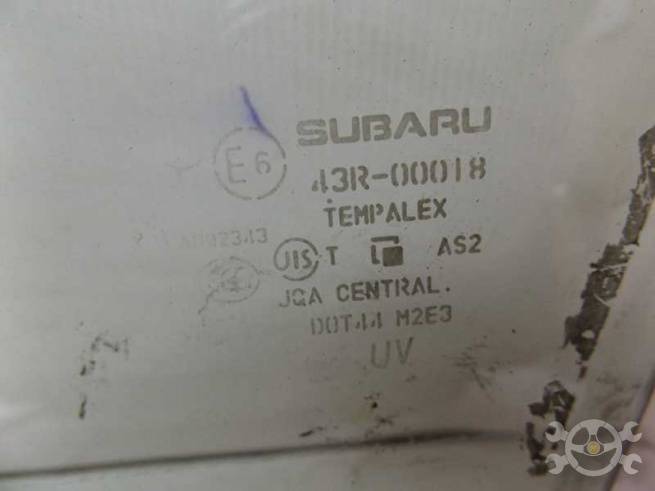 SUBARU
E6 43R-00018
TEMPALEX
JIS T AS2
JGA CENTRAL.
DOT44 M2E3
UV